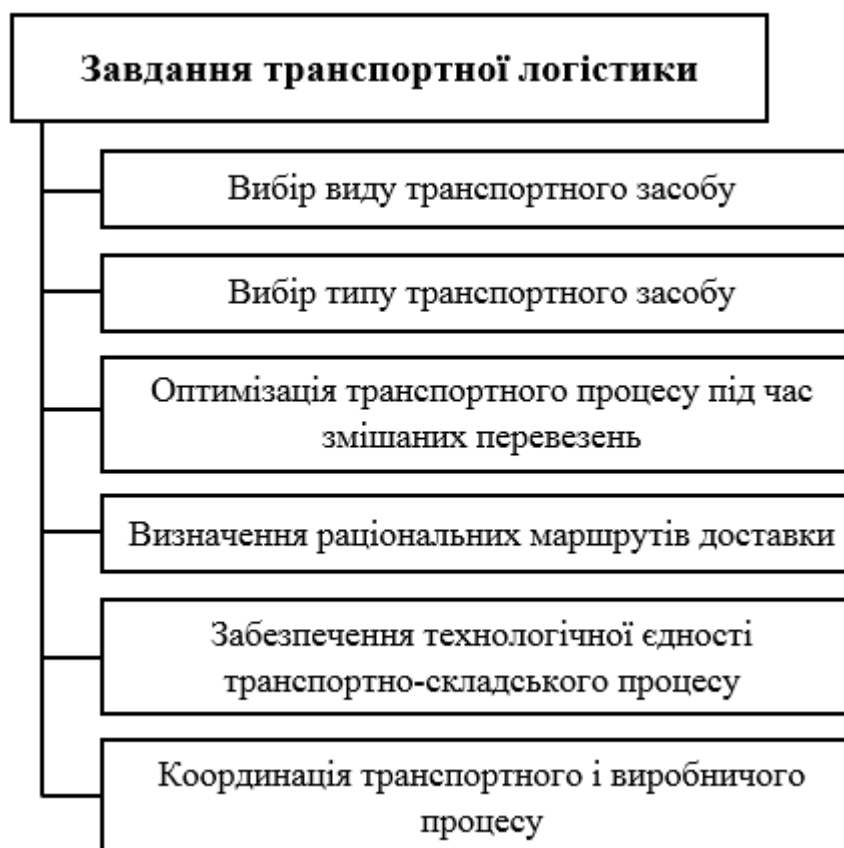 Завдання транспортної логістики
Вибір виду транспортного засобу
Вибір типу транспортного засобу
Оптимізація транспортного процесу під час
змішаних перевезень
Визначення раціональних маршрутів доставки
Забезпечення технологічної єдності
транспортно-складського процесу
Координація транспортного і виробничого
процесу